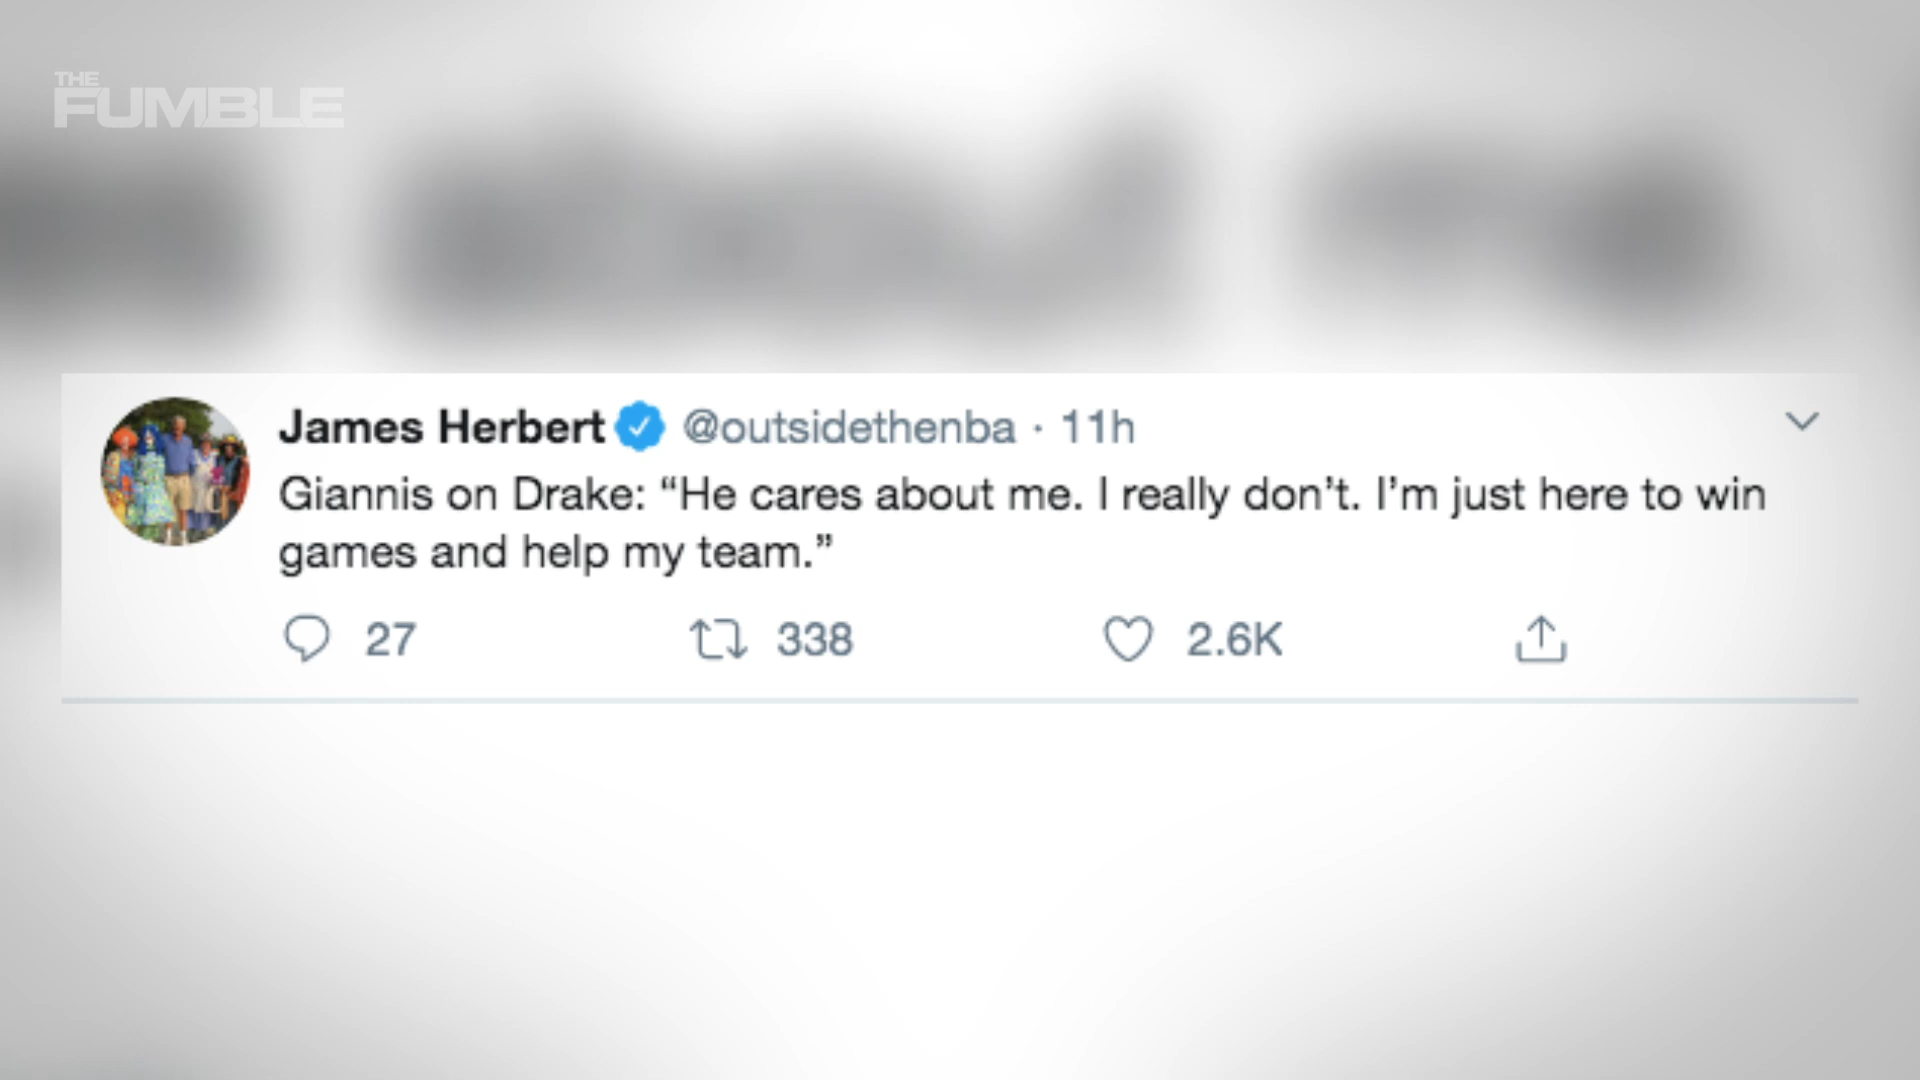 THE
FUMBLE
James Herbert @outsidethenba · 11h
Giannis on Drake: “He cares about me. I really don’t. I’m just here to win
games and help my team.”
27 338 2.6K